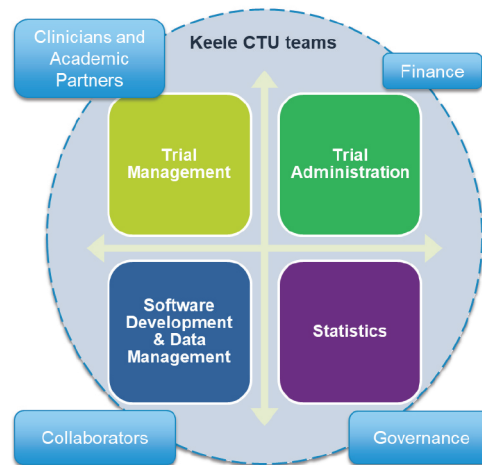 Clinicians and
Academic
Partners
Keele CTU teams
Finance
Trial
Management
Trial
Administration
Software
Development
& Data
Management
Statistics
Collaborators
Governance